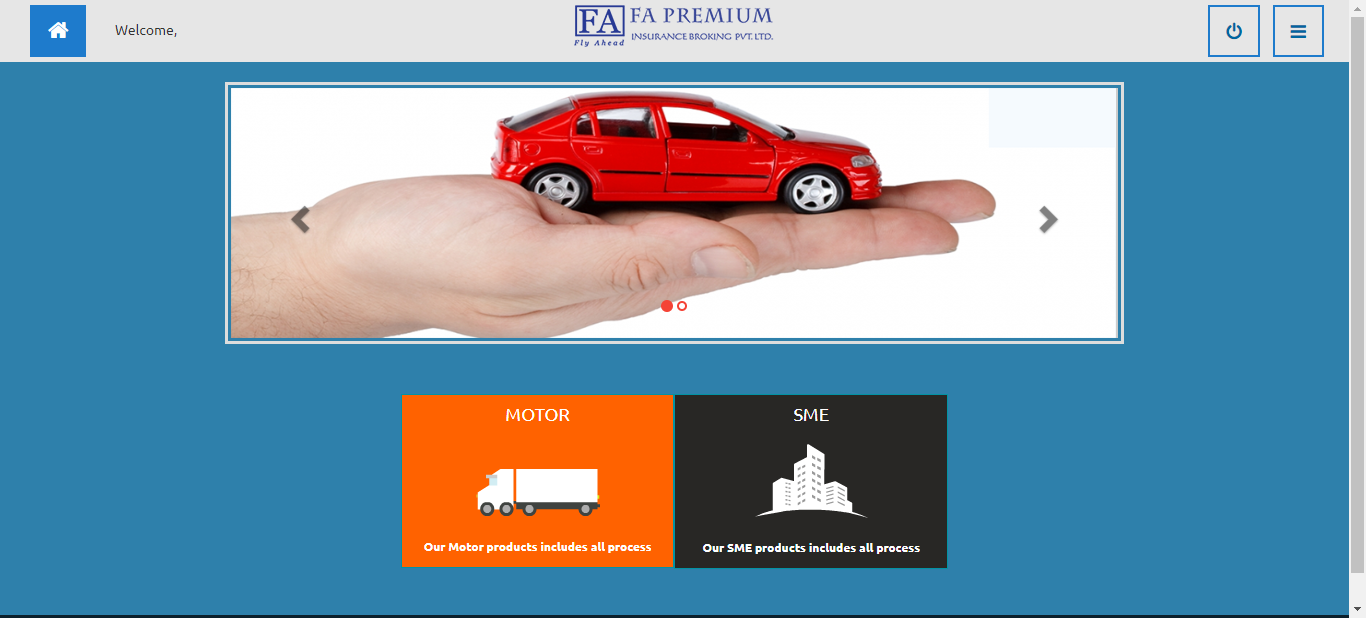 Welcome,
FA
Fly Ahead
FA PREMIUM
INSURANCE BROKING PVT. LTD.
MOTOR
Our Motor products includes all process
SME
Our SME products includes all process